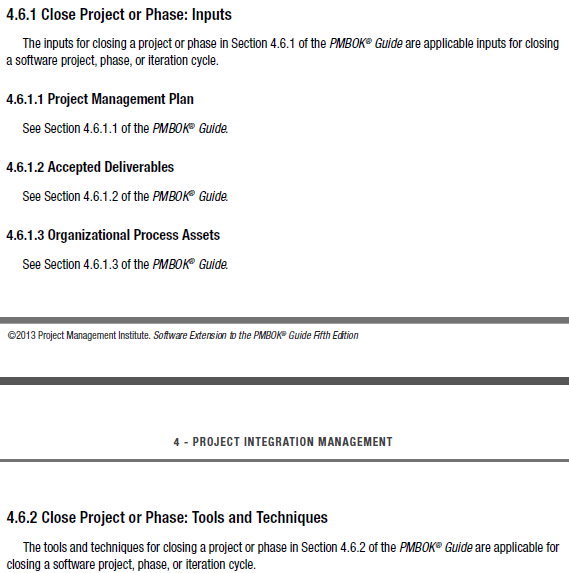 4.6.1 Close Project or Phase: Inputs
The inputs for closing a project or phase in Section 4.6.1 of the PMBOK® Guide are applicable inputs for closing
a software project, phase, or iteration cycle.
4.6.1.1 Project Management Plan
See Section 4.6.1.1 of the PMBOK® Guide.
4.6.1.2 Accepted Deliverables
See Section 4.6.1.2 of the PMBOK® Guide.
4.6.1.3 Organizational Process Assets
See Section 4.6.1.3 of the PMBOK® Guide.
©2013 Project Management Institute. Software Extension to the PMBOK® Guide Fifth Edition
4 - PROJECT INTEGRATION MANAGEMENT
4.6.2 Close Project or Phase: Tools and Techniques
The tools and techniques for closing a project or phase in Section 4.6.2 of the PMBOK® Guide are applicable for
closing a software project, phase, or iteration cycle.